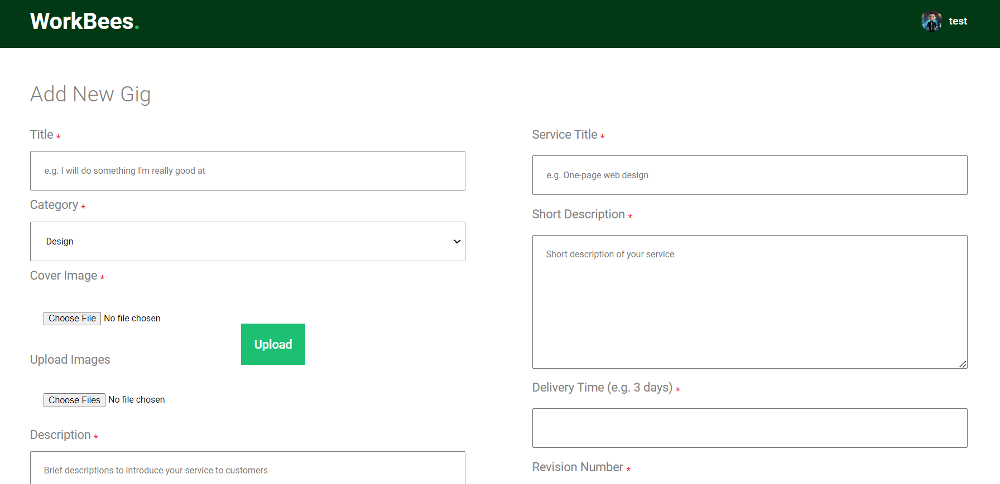 WorkBees.
test
Add New Gig
Title *
e.g. I will do something I'm really good at
Category *
Design
Cover Image *
Choose File No file chosen
Upload
Upload Images
Choose Files No file chosen
Description *
Brief descriptions to introduce your service to customers
Service Title *
e.g. One-page web design
Short Description *
Short description of your service
Delivery Time (e.g. 3 days) *
Revision Number *